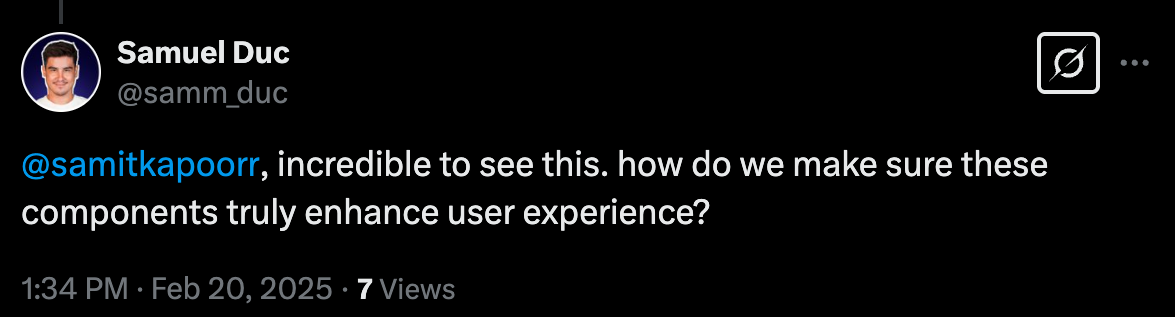 Samuel Duc
@samm_duc
@samitkapoorr, incredible to see this. how do we make sure these
components truly enhance user experience?
1:34 PM · Feb 20, 2025 · 7 Views